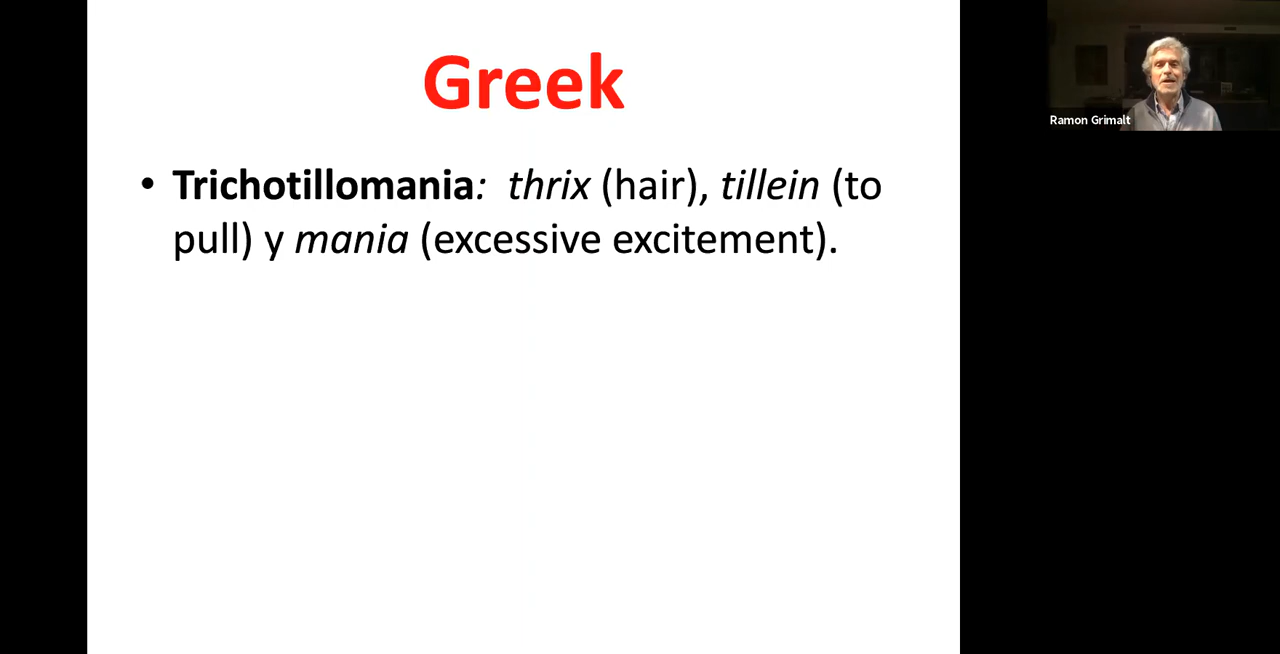 Greek
• Trichotillomania: thrix (hair), tillein (to
pull) y mania (excessive excitement).
Ramon Grimalt